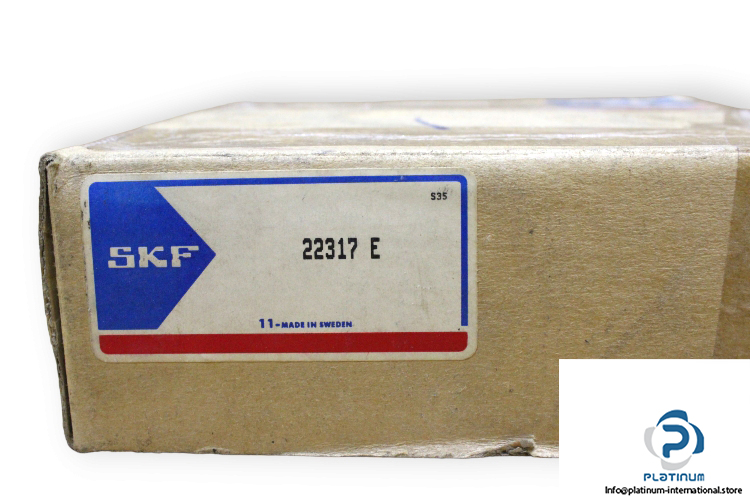 S35
SKF
22317 E
11-MADE IN SWEDEN
PLATINUM
Info@platinum-international.store